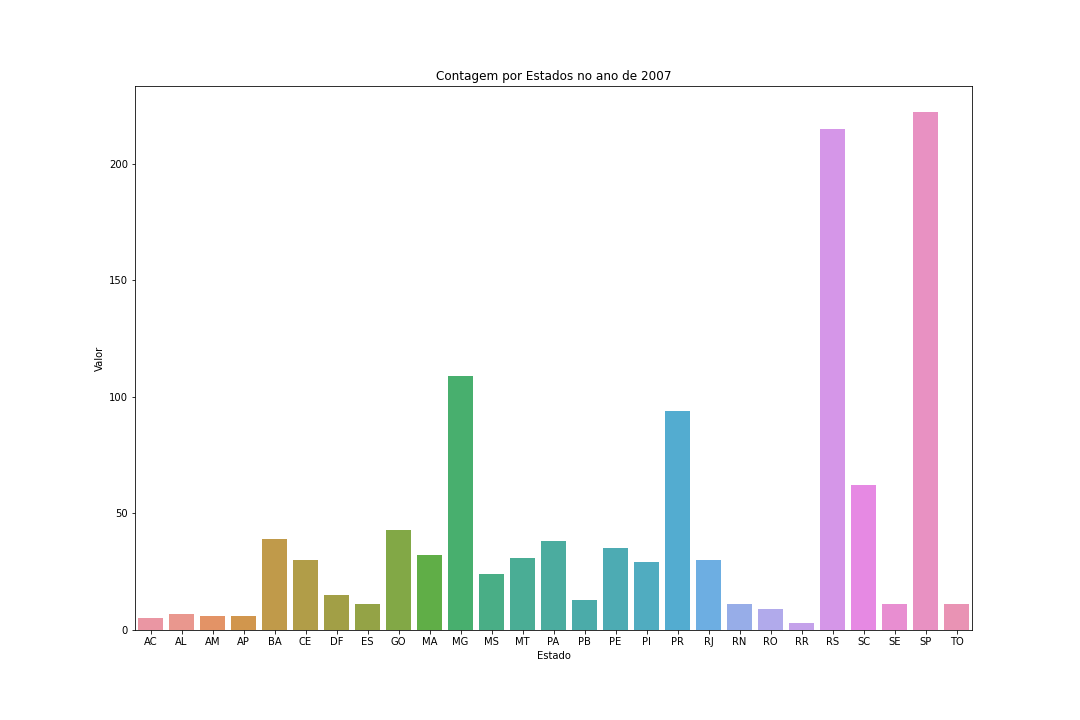 Contagem por Estados no ano de 2007
Valor
200
150
100
50
0
AC AL AM AP BA CE DF ES GO MA MG MS MT PA PB PE PI PR RJ RN RO RR RS SC SE SP TO
Estado